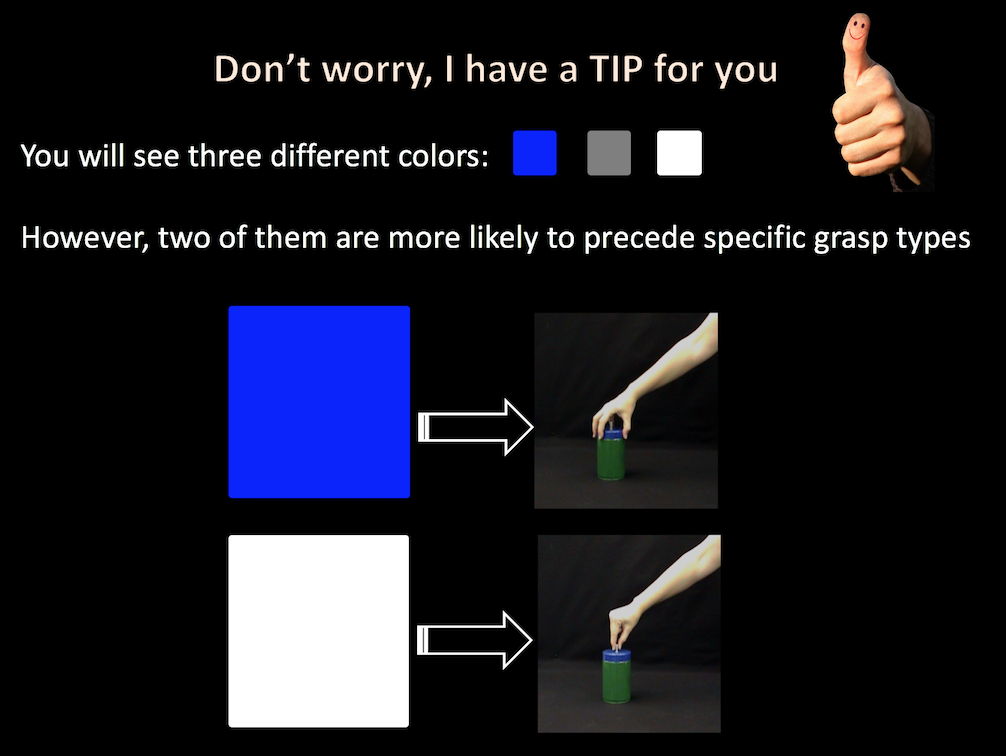 Don’t worry, I have a TIP for you
You will see three different colors:
However, two of them are more likely to precede specific grasp types